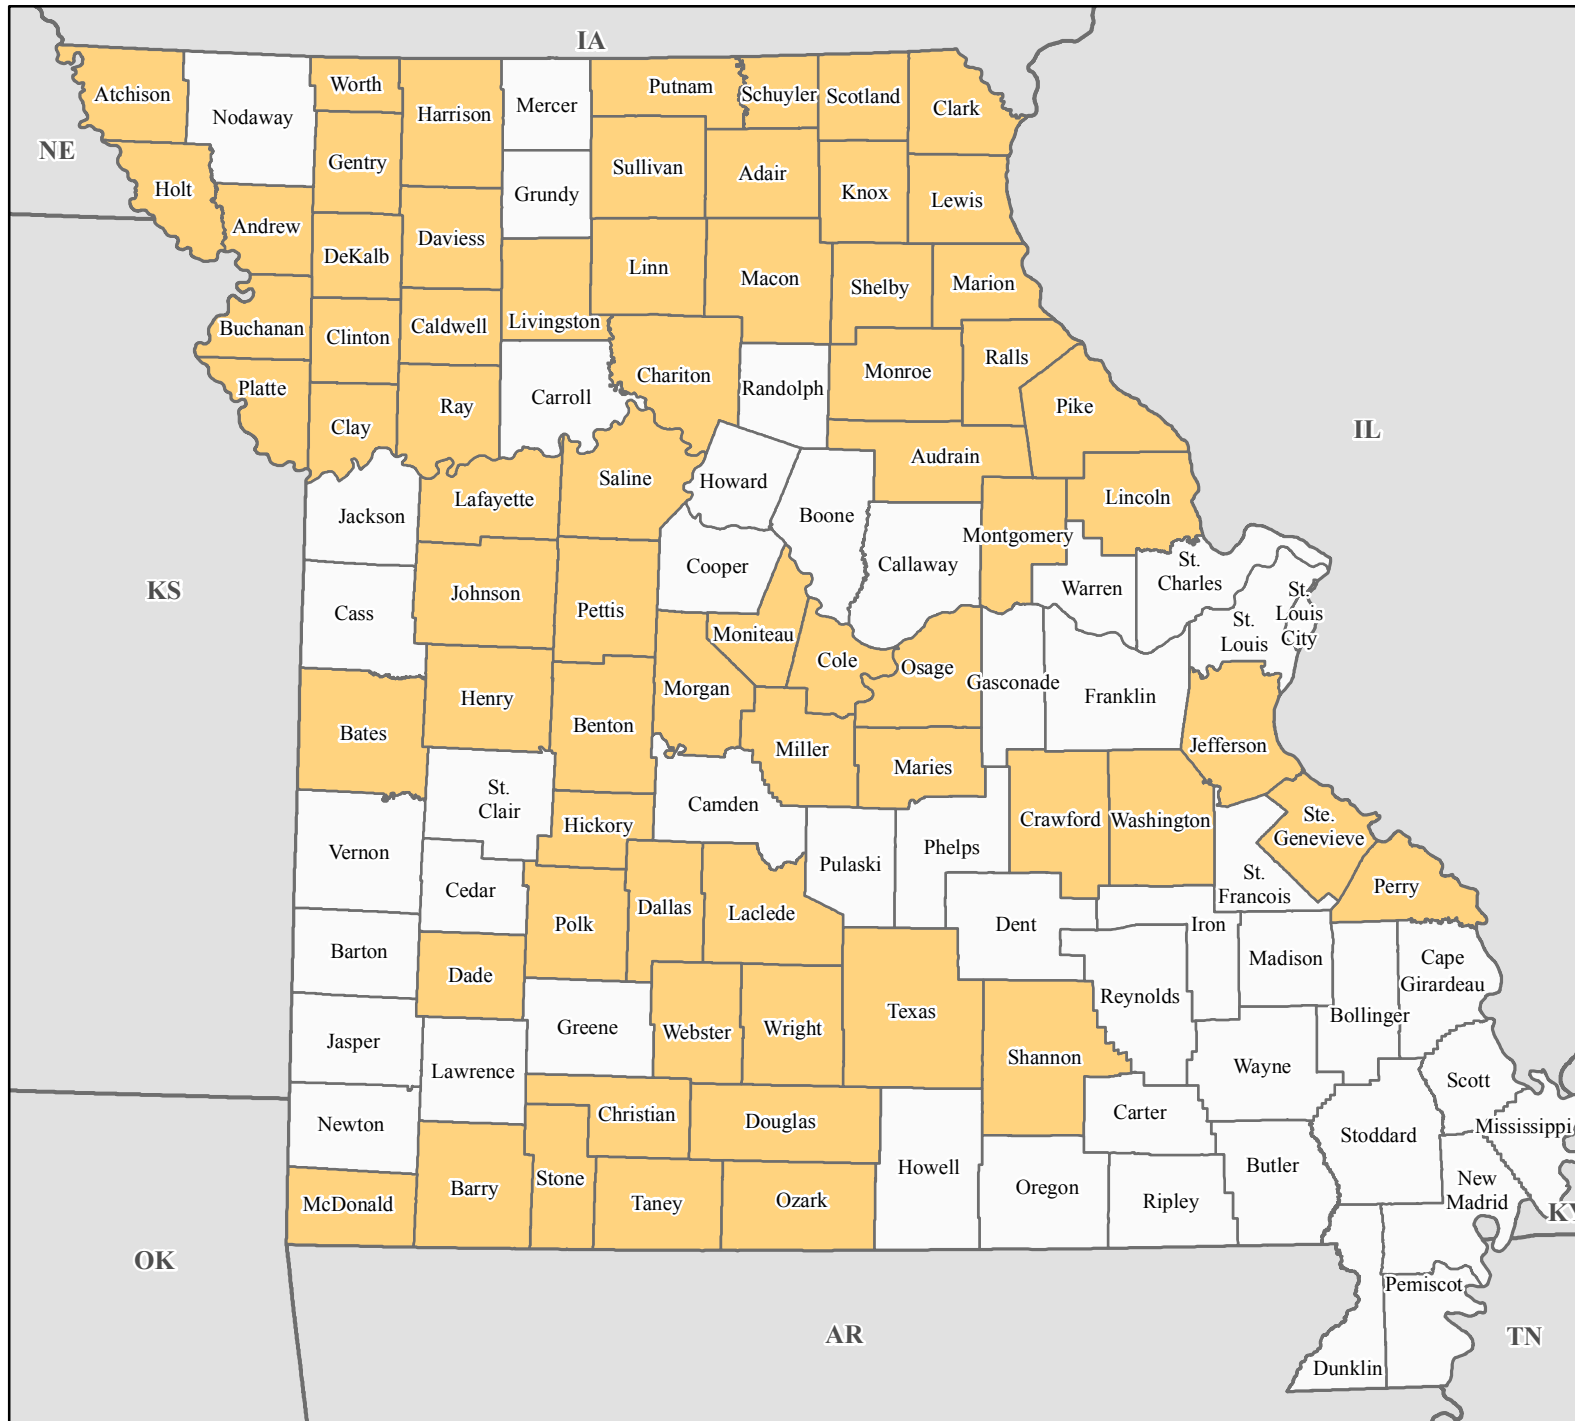 IA
Atchison
Nodaway
Worth
Harrison
Mercer
Putnam
Schuyler
Scotland
Clark
NE
Holt
Gentry
Grundy
Sullivan
Adair
Knox
Lewis
Andrew
DeKalb
Daviess
Linn
Macon
Shelby
Marion
Buchanan
Clinton
Caldwell
Livingston
Platte
Clay
Ray
Carroll
Chariton
Randolph
Monroe
Ralls
Pike
IL
Jackson
Lafayette
Saline
Howard
Boone
Audrain
Lincoln
KS
Cass
Johnson
Pettis
Cooper
Callaway
Montgomery
Warren
St.
Charles
St.
Louis
St.
Louis
City
Moniteau
Cole
Osage
Gasconade
Franklin
Bates
Henry
Benton
Morgan
Miller
Maries
Jefferson
St.
Clair
Hickory
Camden
Pulaski
Phelps
Crawford
Washington
Ste.
Genevieve
St.
Francois
Perry
Vernon
Cedar
Polk
Dallas
Laclede
Dent
Iron
Madison
Cape
Girardeau
Bollinger
Barton
Dade
Greene
Webster
Wright
Texas
Shannon
Reynolds
Wayne
Scott
Jasper
Lawrence
Christian
Douglas
Carter
Stoddard
Mississippi
Newton
Barry
Stone
Taney
Ozark
Howell
Oregon
Ripley
Butler
New
Madrid
McDonald
KY
OK
AR
TN
Pemiscot
Dunklin